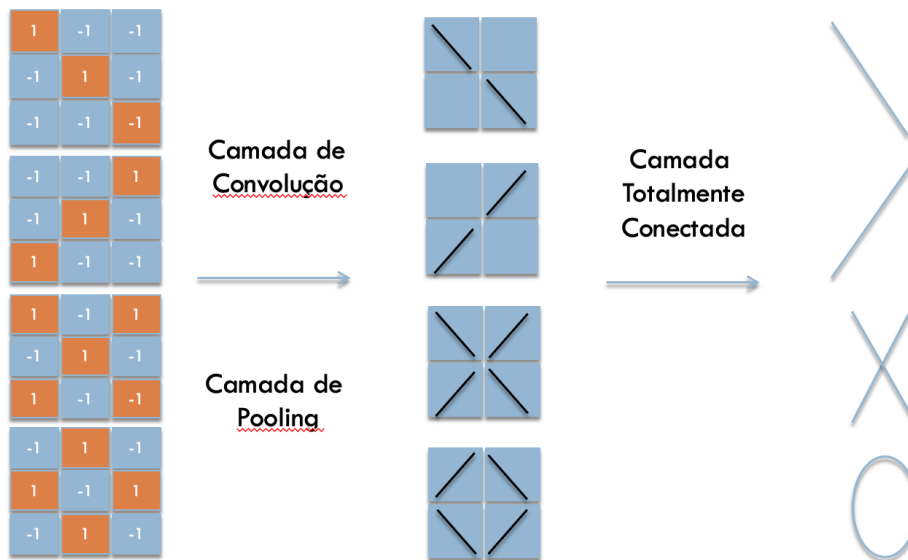 1 -1 -1
-1 1 -1
-1 -1 -1
-1 -1 1
-1 1 -1
1 -1 -1
1 -1 1
-1 1 -1
1 -1 -1
-1 1 -1
1 -1 1
-1 1 -1
Camada de
Convolução
Camada de
Pooling
Camada
Totalmente
Conectada